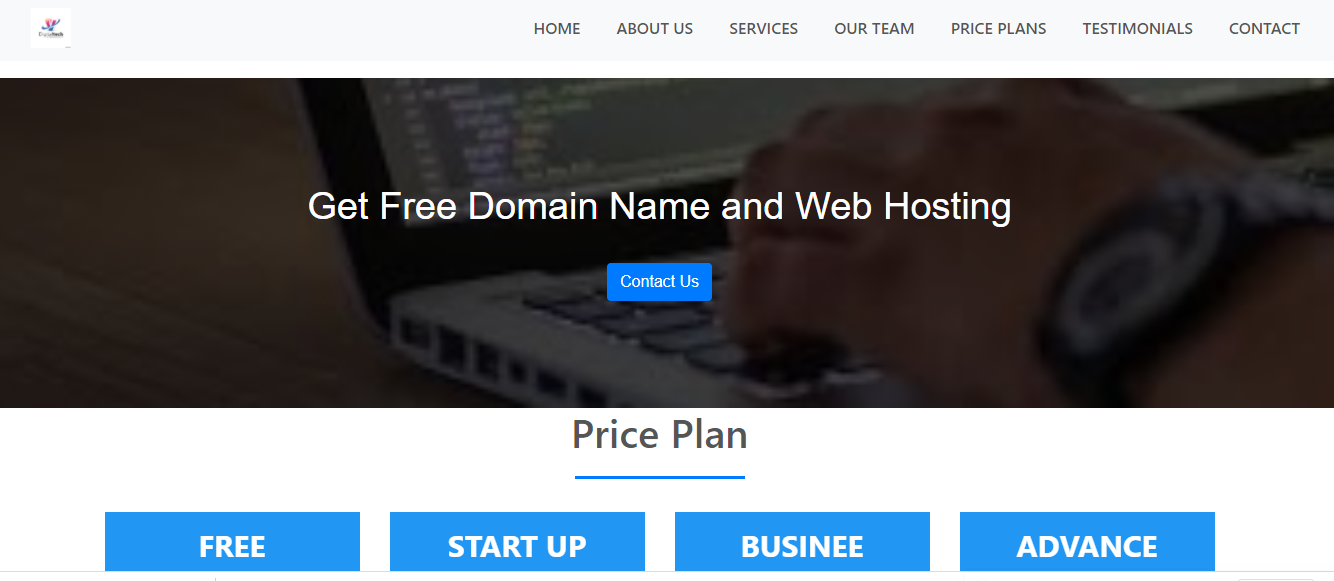 HOME ABOUT US SERVICES OUR TEAM PRICE PLANS TESTIMONIALS CONTACT
Get Free Domain Name and Web Hosting
Contact Us
Price Plan
FREE START UP BUSINEE ADVANCE